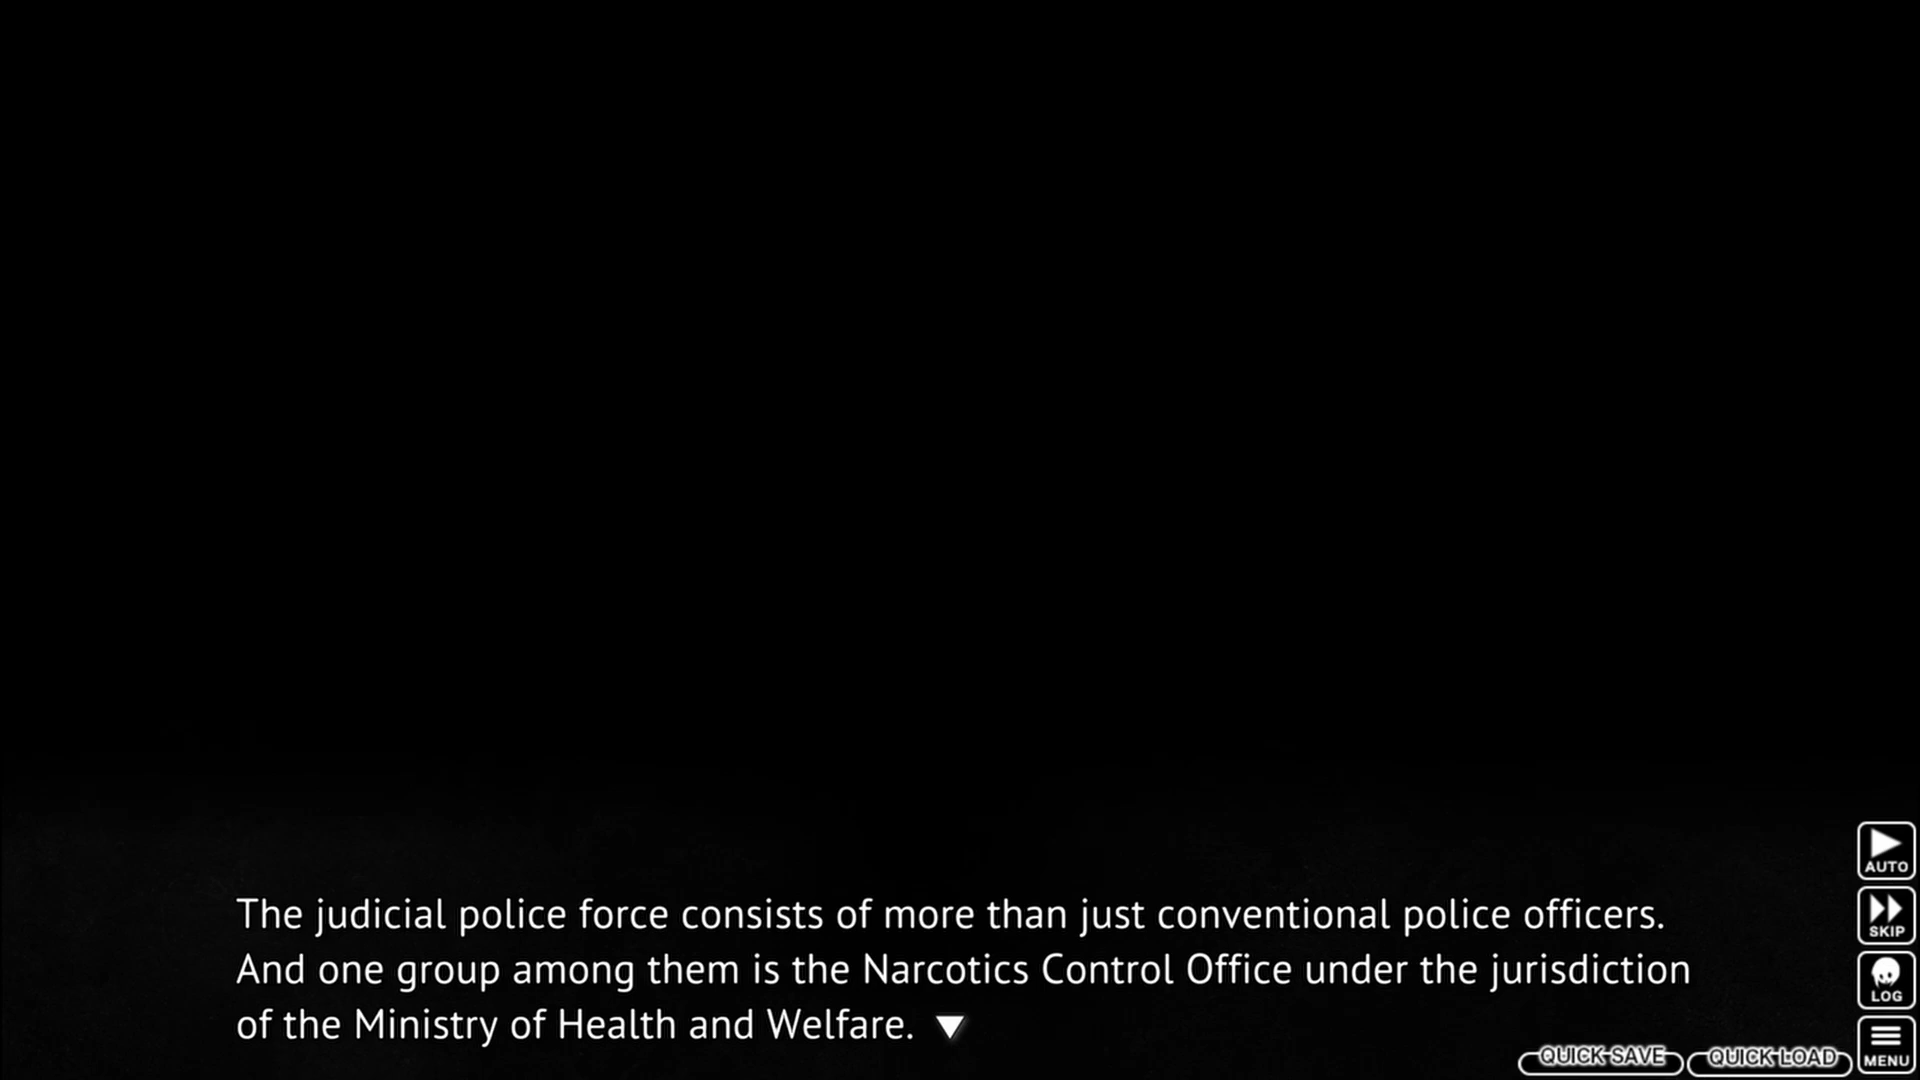 The judicial police force consists of more than just conventional police officers.
And one group among them is the Narcotics Control Office under the jurisdiction
of the Ministry of Health and Welfare.
AUTO
SKIP
LOG
MENU
QUICK SAVE
QUICK LOAD